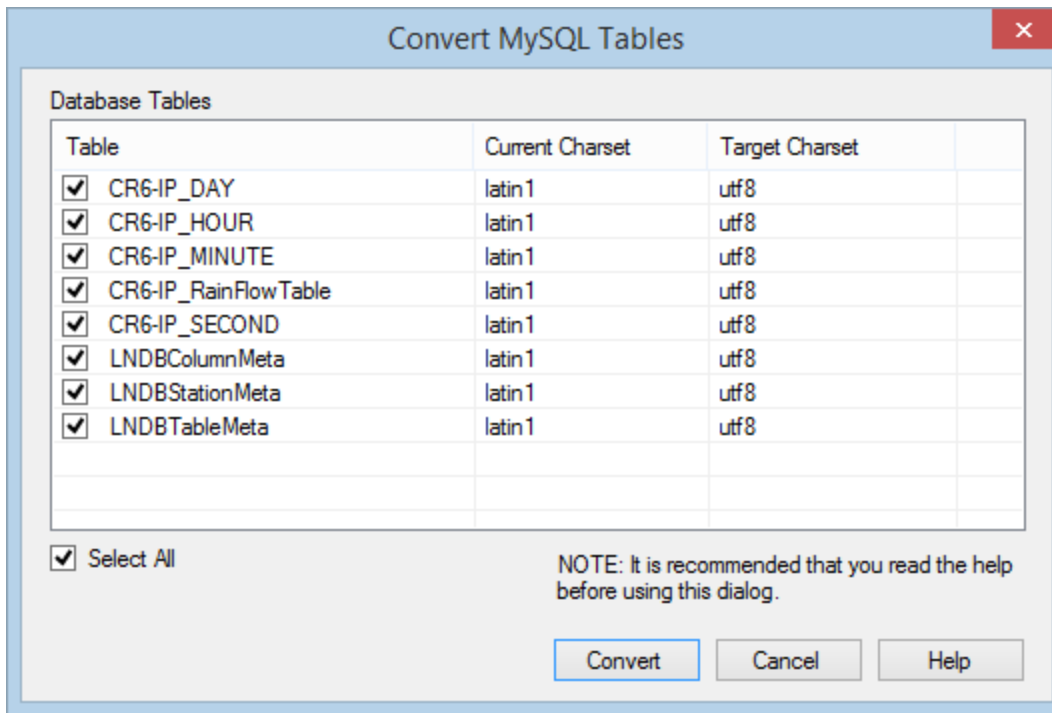 Convert MySQL Tables
Database Tables
Table Current Charset Target Charset
CR6-IP_DAY latin1 utf8
CR6-IP_HOUR latin1 utf8
CR6-IP_MINUTE latin1 utf8
CR6-IP_RainFlowTable latin1 utf8
CR6-IP_SECOND latin1 utf8
LNDBColumnMeta latin1 utf8
LNDBStationMeta latin1 utf8
LNDBTableMeta latin1 utf8
Select All
NOTE: It is recommended that you read the help
before using this dialog.
Convert Cancel Help